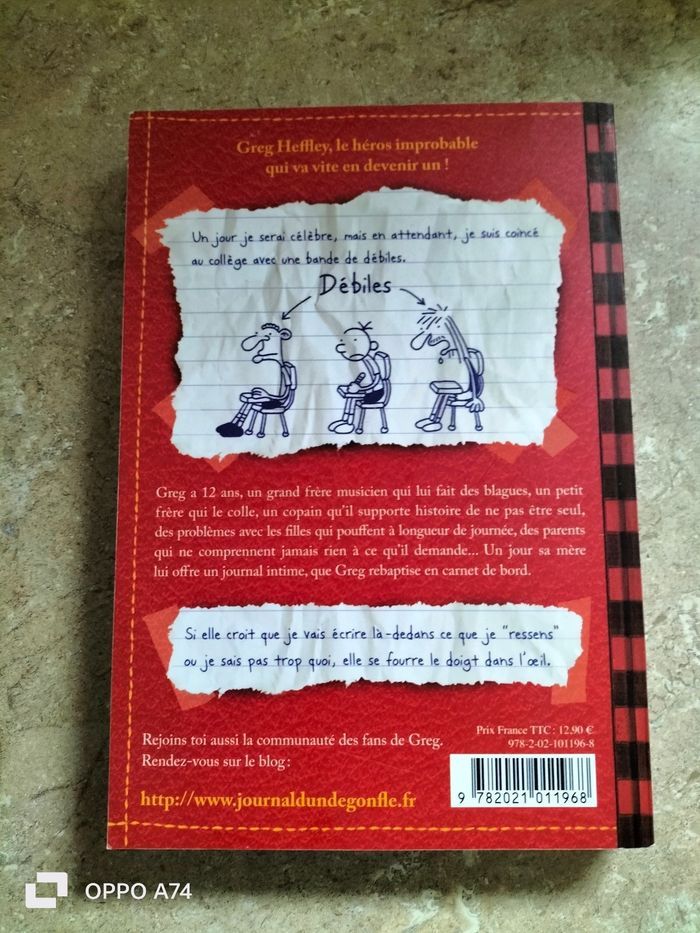 Greg Heffley, le héros improbable
qui va vite en devenir un !
Un jour je serai célèbre, mais en attendant, je suis coincé
au collège avec une bande de débiles.
Débiles
Greg a 12 ans, un grand frère musicien qui lui fait des blagues, un petit
frère qui le colle, un copain qu'il supporte histoire de ne pas être seul,
des problèmes avec les filles qui pouffent à longueur de journée, des parents
qui ne comprennent jamais rien à ce qu'il demande... Un jour sa mère
lui offre un journal intime, que Greg rebaptise en carnet de bord.
Si elle croit que je vais écrire là-dedans ce que je "ressens"
ou je sais pas trop quoi, elle se fourre le doigt dans l'œil.
Rejoins toi aussi la communauté des fans de Greg.
Rendez-vous sur le blog :
http://www.journaldundegonfle.fr
Prix France TTC : 12.90 €
978-2-02-101196-8
9 782021 011968
OPPO A74